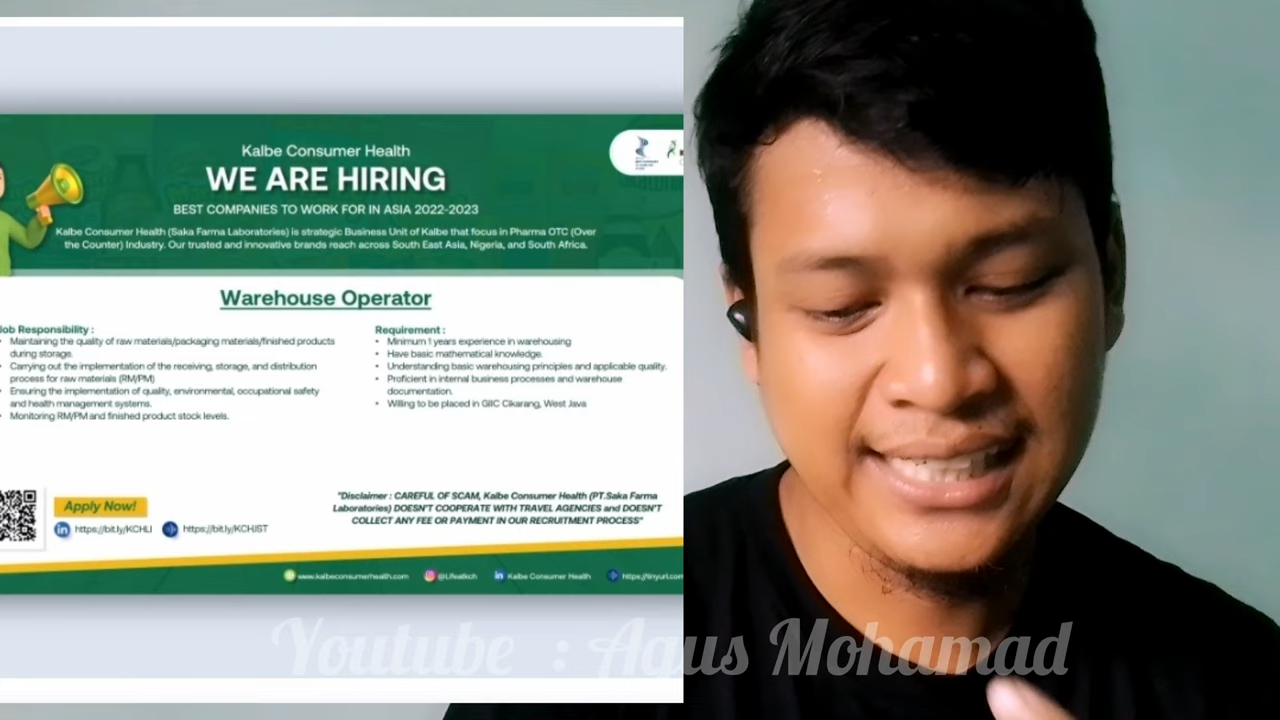 Kalbe Consumer Health
WE ARE HIRING
BEST COMPANIES TO WORK FOR IN ASIA 2022-2023
Kalbe Consumer Health (Saka Farma Laboratories) is strategic Business Unit of Kalbe that focus in Pharma OTC (Over
the Counter) Industry. Our trusted and innovative brands reach across South East Asia, Nigeria, and South Africa.
Warehouse Operator
Job Responsibility :
• Maintaining the quality of raw materials/packaging materials/finished products
during storage.
• Carrying out the implementation of the receiving, storage, and distribution
process for raw materials (RM/PM)
• Ensuring the implementation of quality, environmental, occupational safety
and health management systems.
• Monitoring RM/PM and finished product stock levels.
Requirement :
• Minimum 1 years experience in warehousing
• Have basic mathematical knowledge.
• Understanding basic warehousing principles and applicable quality.
• Proficient in internal business processes and warehouse
documentation.
• Willing to be placed in GIIC Cikarang, West Java
Apply Now!
https://bit.ly/KCHLI https://bit.ly/KCHJST
"Disclaimer : CAREFUL OF SCAM, Kalbe Consumer Health (PT.Saka Farma
Laboratories) DOESN'T COOPERATE WITH TRAVEL AGENCIES and DOESN'T
COLLECT ANY FEE OR PAYMENT IN OUR RECRUITMENT PROCESS"
www.kalbeconsumerhealth.com @Lifeatkch Kalbe Consumer Health https://tinyurl.com
Youtube : Agus Mohamad